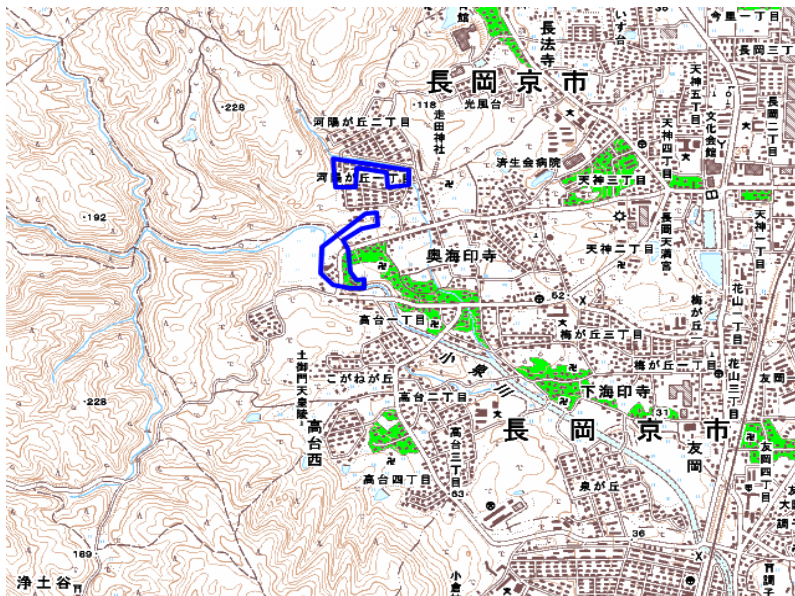 長岡京市
長法寺
いず台
今里一丁目
長岡三丁
天神五丁目
文化会館
長岡二丁目
天神四丁目
228
118
光風台
河陽が丘二丁目
走田神社
済生会病院
天神三丁目
河陽が丘一丁目
192
奥海印寺
天神二丁目
長岡天満宮
天神一丁目
62
高台一丁目
小泉川
梅が丘三丁目
梅が丘
花山一丁目
梅が丘二丁目
友岡
土御門天皇陵
こがねが丘
高台二丁目
下海印寺
31
花山三丁目
228
高台西
高台三丁目
長岡京市
友岡
友岡四丁目
高台四丁目
63
泉が丘
36
189
浄土谷
小倉
調子